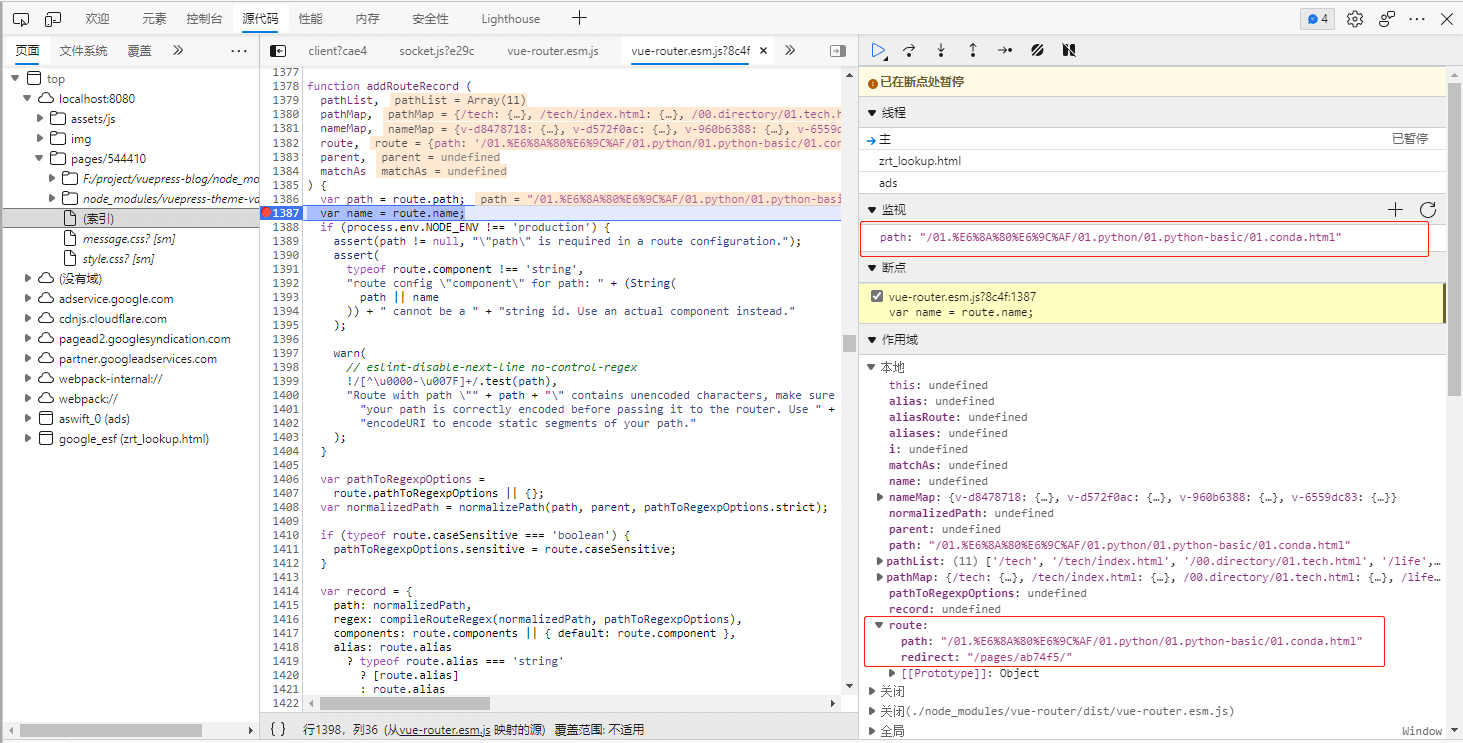 欢迎 元素 控制台 源代码 性能 内存 安全性 Lighthouse 4
页面 文件系统 覆盖
top
localhost:8080
assets/js
img
pages/544410
F:/project/vuepress-blog/node_mo
node_modules/vuepress-theme-va
(索引)
message.css? [sm]
style.css? [sm]
(没有域)
adservice.google.com
cdnjs.cloudflare.com
pagead2.googlesyndication.com
partner.googleadservices.com
webpack-internal://
webpack://
aswift_0 (ads)
google_esf (zrt_lookup.html)
client?cae4 socket.js?e29c vue-router.esm.js vue-router.esm.js?8c4f
1377
1378 function addRouteRecord (
1379 pathList, pathList = Array(11)
1380 pathMap, pathMap = {/tech: {…}, /tech/index.html: {…}, /00.directory/01.tech.h
1381 nameMap, nameMap = {v-d8478718: {…}, v-d572f0ac: {…}, v-960b6388: {…}, v-6559dc
1382 route, route = {path: '/01.%E6%8A%80%E6%9C%AF/01.python/01.python-basic/01.cond
1383 parent, parent = undefined
1384 matchAs matchAs = undefined
1385 ) {
1386 var path = route.path; path = "/01.%E6%8A%80%E6%9C%AF/01.python/01.python-basi
1387 var name = route.name;
1388 if (process.env.NODE_ENV !== 'production') {
1389 assert(path != null, "\"path\" is required in a route configuration.");
1390 assert(
1391 typeof route.component !== 'string',
1392 "route config \"component\" for path: " + (String(
1393 path || name
1394 )) + " cannot be a " + "string id. Use an actual component instead."
1395 );
1396
1397 warn(
1398 // eslint-disable-next-line no-control-regex
1399 !/[^\u0000-\u007F]+/.test(path),
1400 "Route with path \"" + path + "\" contains unencoded characters, make sure
1401 "your path is correctly encoded before passing it to the router. Use " +
1402 "encodeURI to encode static segments of your path."
1403 );
1404 }
1405
1406 var pathToRegexpOptions =
1407 route.pathToRegexpOptions || {};
1408 var normalizedPath = normalizePath(path, parent, pathToRegexpOptions.strict);
1409
1410 if (typeof route.caseSensitive === 'boolean') {
1411 pathToRegexpOptions.sensitive = route.caseSensitive;
1412 }
1413
1414 var record = {
1415 path: normalizedPath,
1416 regex: compileRouteRegex(normalizedPath, pathToRegexpOptions),
1417 components: route.components || { default: route.component },
1418 alias: route.alias
1419 ? typeof route.alias === 'string'
1420 ? [route.alias]
1421 : route.alias
1422
{ } 行1398，列36 (从vue-router.esm.js 映射的源) 覆盖范围: 不适用
已在断点处暂停
线程
主 已暂停
zrt_lookup.html
ads
监视
path: "/01.%E6%8A%80%E6%9C%AF/01.python/01.python-basic/01.conda.html"
断点
vue-router.esm.js?8c4f:1387
var name = route.name;
作用域
本地
this: undefined
alias: undefined
aliasRoute: undefined
aliases: undefined
i: undefined
matchAs: undefined
name: undefined
nameMap: {v-d8478718: {…}, v-d572f0ac: {…}, v-960b6388: {…}, v-6559dc83: {…}}
normalizedPath: undefined
parent: undefined
path: "/01.%E6%8A%80%E6%9C%AF/01.python/01.python-basic/01.conda.html"
pathList: (11) ['/tech', '/tech/index.html', '/00.directory/01.tech.html', '/life',…
pathMap: {/tech: {…}, /tech/index.html: {…}, /00.directory/01.tech.html: {…}, /life…
pathToRegexpOptions: undefined
record: undefined
route:
path: "/01.%E6%8A%80%E6%9C%AF/01.python/01.python-basic/01.conda.html"
redirect: "/pages/ab74f5/"
[[Prototype]]: Object
关闭
关闭(./node_modules/vue-router/dist/vue-router.esm.js)
全局 Window